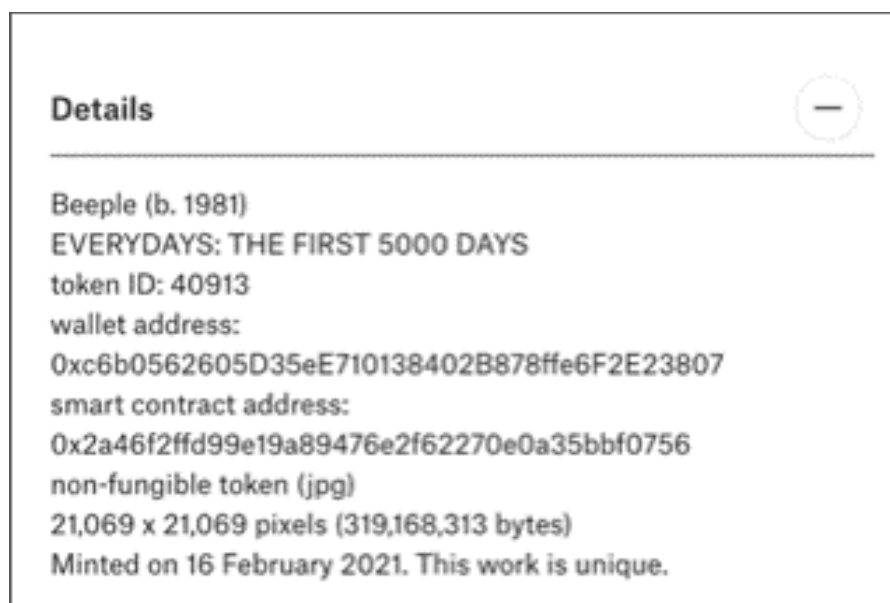 Details
Beeple (b. 1981)
EVERYDAYS: THE FIRST 5000 DAYS
token ID: 40913
wallet address:
0xc6b0562605D35eE710138402B878ffe6F2E23807
smart contract address:
0x2a46f2ffd99e19a89476e2f62270e0a35bbf0756
non-fungible token (jpg)
21,069 x 21,069 pixels (319,168,313 bytes)
Minted on 16 February 2021. This work is unique.